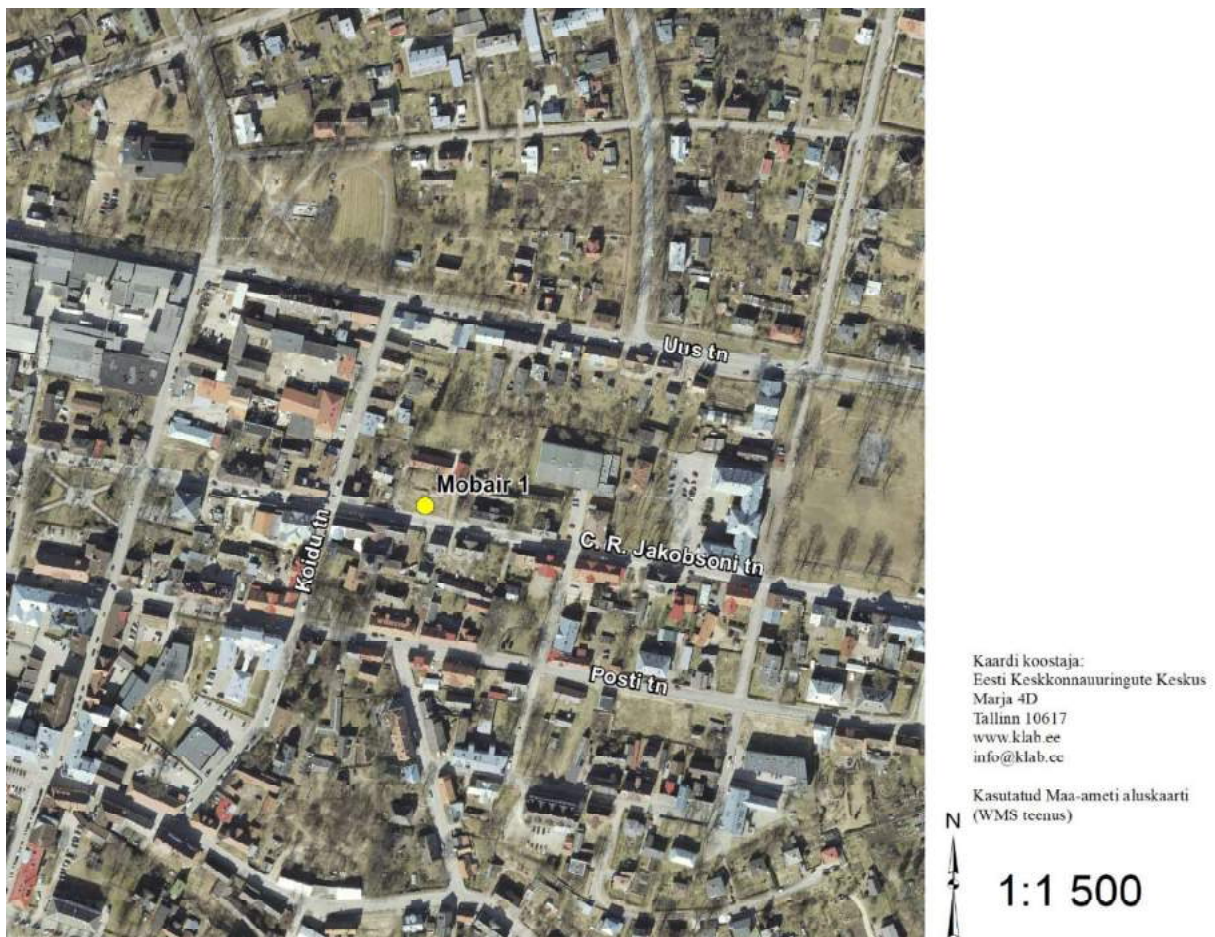 Uus tn
Mobair 1
Koidu tn
C. R. Jakobsoni tn
Posti tn
Kaardi koostaja:
Eesti Keskkonnauuringute Keskus
Marja 4D
Tallinn 10617
www.klab.ee
info@klab.ee
Kasutatud Maa-ameti aluskaarti
(WMS teenus)
N
1:1 500